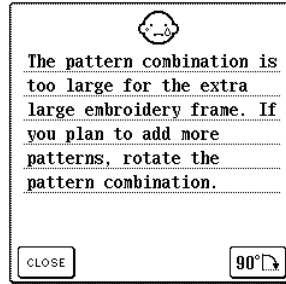 The pattern combination is
too large for the extra
large embroidery frame. If
you plan to add more
patterns, rotate the
pattern combination.
CLOSE
90°